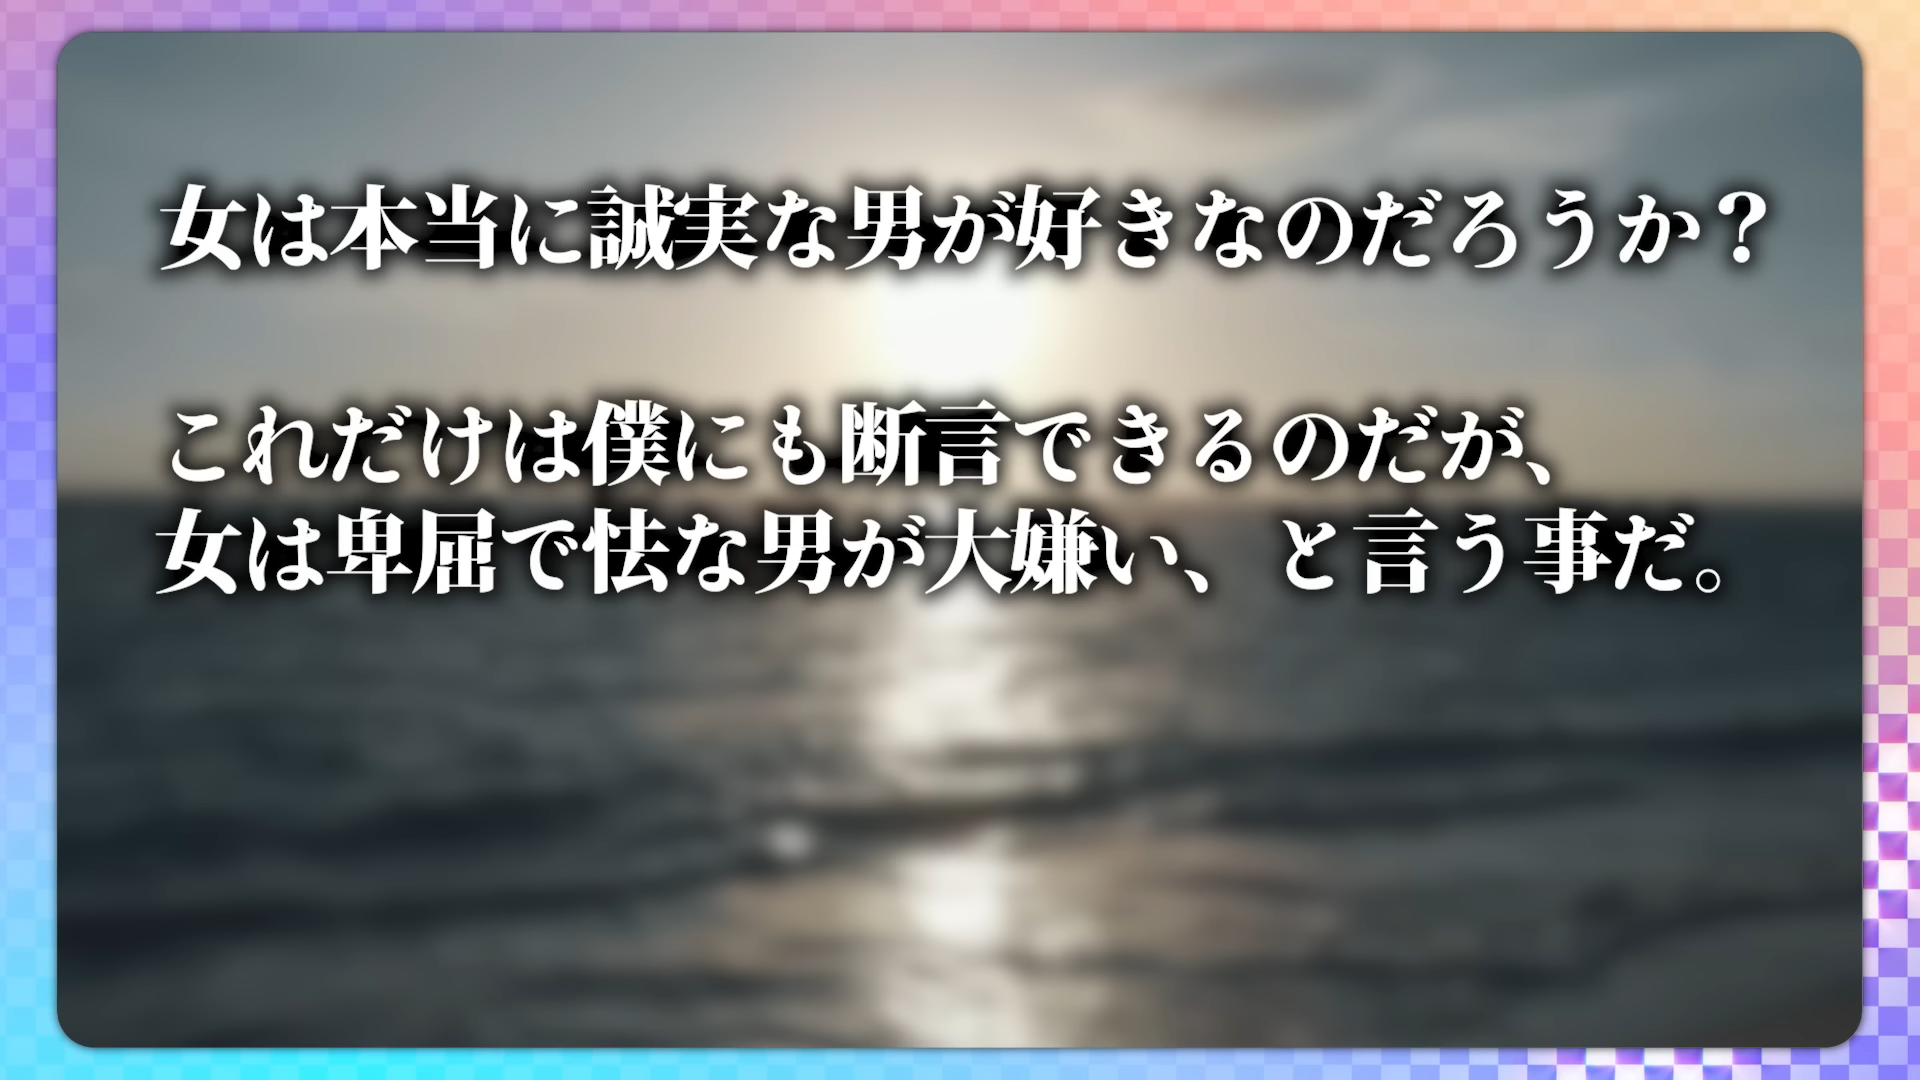 女は本当に誠実な男が好きなのだろうか？
これだけは僕にも断言できるのだが、
女は卑屈で怯な男が大嫌い、と言う事だ。